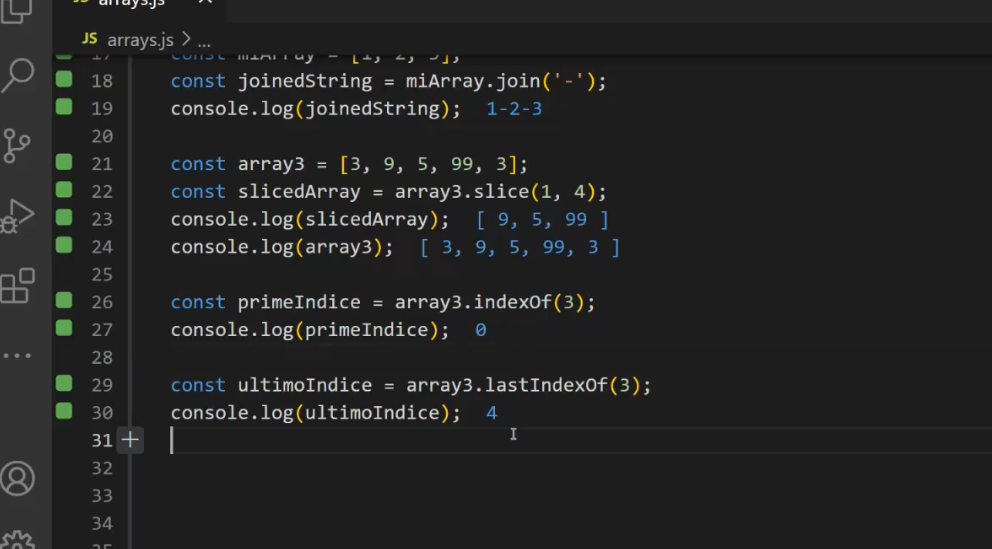 JS arrays.js
JS arrays.js > ...
17 const miArray = [1, 2, 3];
18 const joinedString = miArray.join('-');
19 console.log(joinedString); 1-2-3
20
21 const array3 = [3, 9, 5, 99, 3];
22 const slicedArray = array3.slice(1, 4);
23 console.log(slicedArray); [ 9, 5, 99 ]
24 console.log(array3); [ 3, 9, 5, 99, 3 ]
25
26 const primeIndice = array3.indexOf(3);
27 console.log(primeIndice); 0
28
29 const ultimoIndice = array3.lastIndexOf(3);
30 console.log(ultimoIndice); 4
31
32
33
34
35